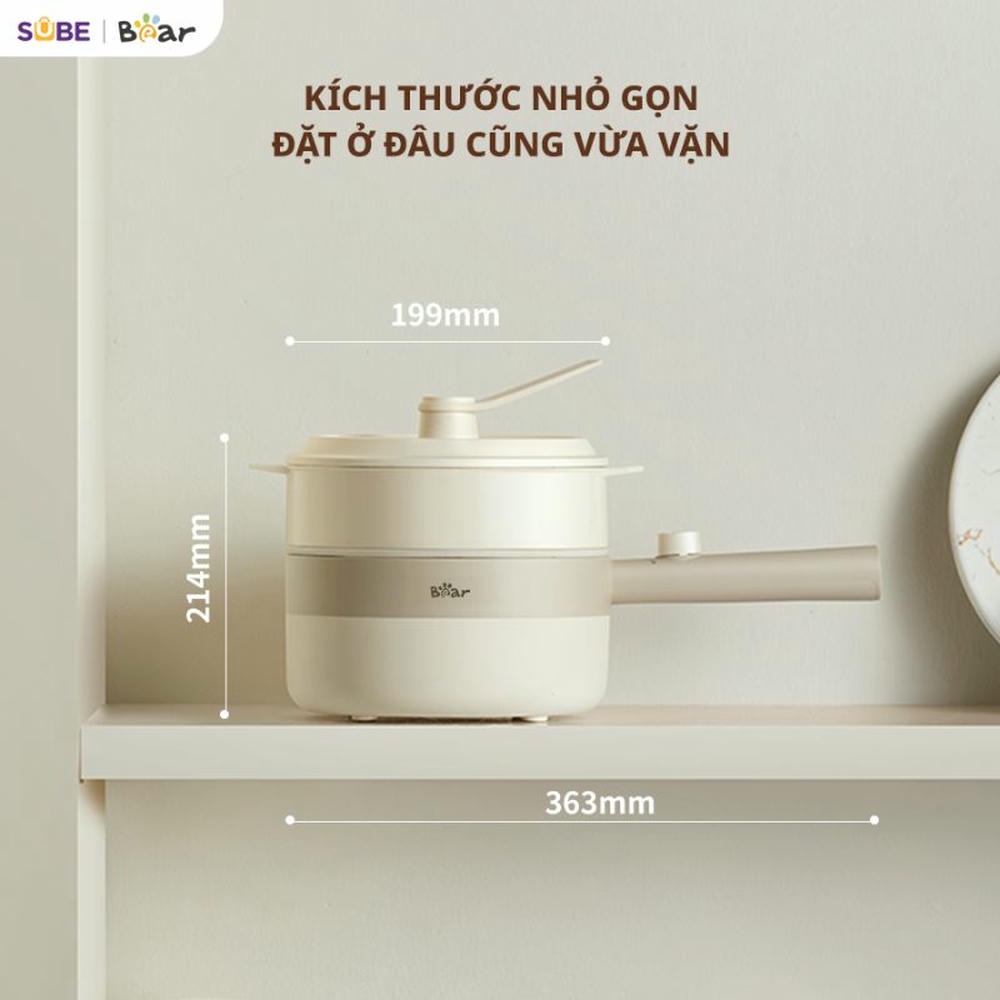 SUBE | Bear
KÍCH THƯỚC NHỎ GỌN
ĐẶT Ở ĐÂU CŨNG VỪA VẶN
199mm
214mm
Bear
363mm